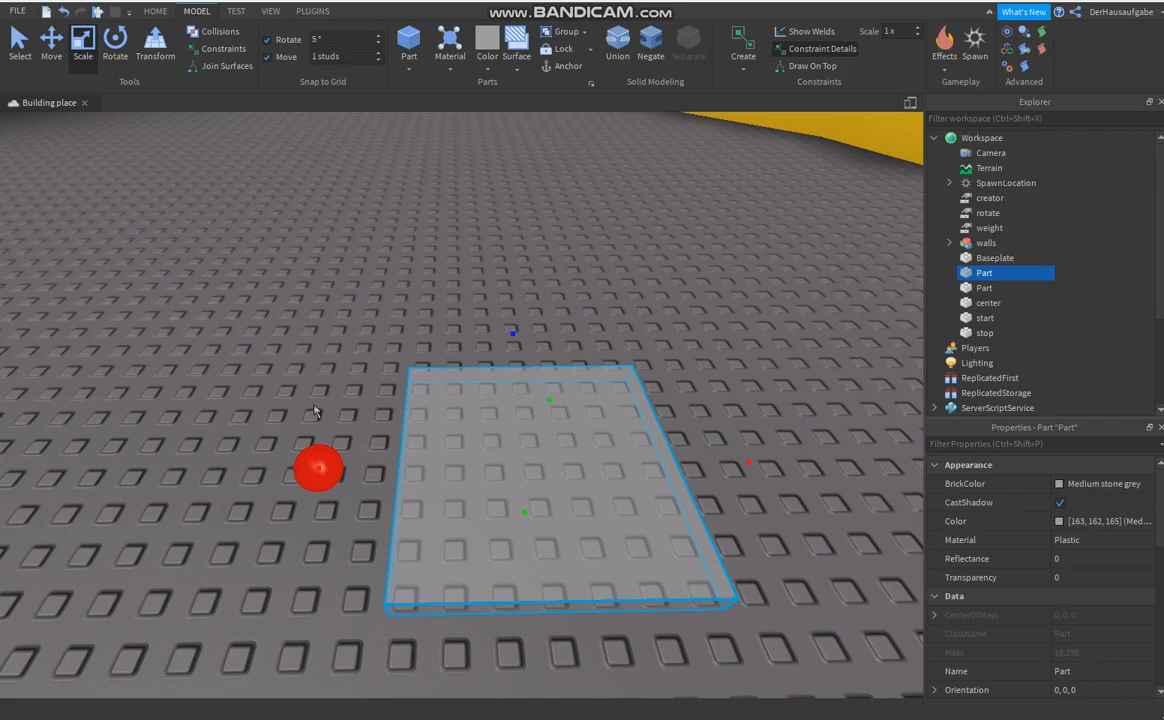 FILE HOME MODEL TEST VIEW PLUGINS www.BANDICAM.com What's New DerHausaufgabe
Select Move Scale Rotate Transform
Collisions
Constraints
Join Surfaces
Tools
Rotate 5 °
Move 1 studs
Snap to Grid
Part Material Color Surface
Group
Lock
Anchor
Parts
Union Negate Separate
Solid Modeling
Create
Show Welds Scale 1 x
Constraint Details
Draw On Top
Constraints
Effects Spawn
Gameplay
Advanced
Building place
Explorer
Filter workspace (Ctrl+Shift+X)
Workspace
Camera
Terrain
SpawnLocation
creator
rotate
weight
walls
Baseplate
Part
Part
center
start
stop
Players
Lighting
ReplicatedFirst
ReplicatedStorage
ServerScriptService
Properties - Part "Part"
Filter Properties (Ctrl+Shift+P)
Appearance
BrickColor Medium stone grey
CastShadow
Color [163, 162, 165] (Med...
Material Plastic
Reflectance 0
Transparency 0
Data
CenterOfMass 0, 0, 0
ClassName Part
Mass 18.295
Name Part
Orientation 0, 0, 0